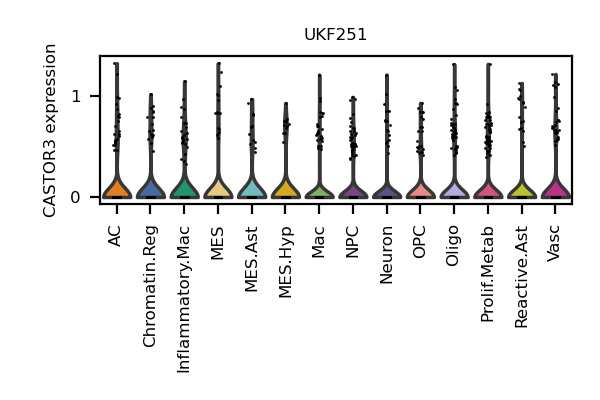 UKF251
CASTOR3 expression
1
0
AC
Chromatin.Reg
Inflammatory.Mac
MES
MES.Ast
MES.Hyp
Mac
NPC
Neuron
OPC
Oligo
Prolif.Metab
Reactive.Ast
Vasc